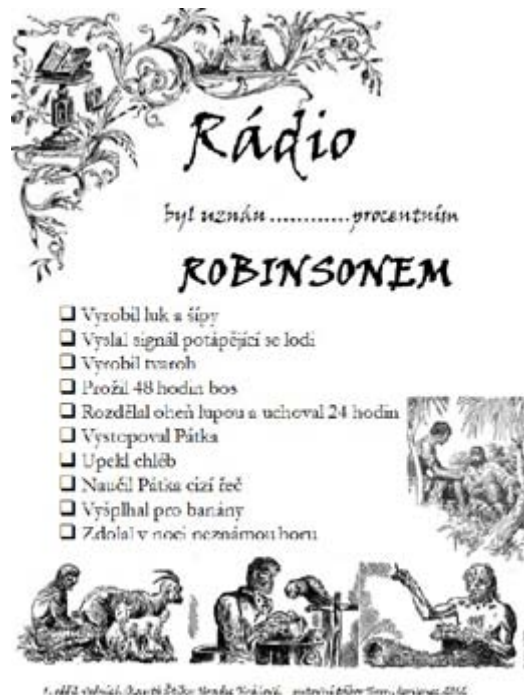 Rádio
byl uznán ............ procentním
ROBINSONEM
Vyrobil luk a šípy
Vyslal signál potápějící se lodi
Vyrobil tvaroh
Prožil 48 hodin bos
Rozdělal oheň lupou a uchoval 24 hodin
Vystopoval Pátka
Upekl chléb
Naučil Pátka cizí řeč
Vyšplhal pro banány
Zdolal v noci neznámou horu